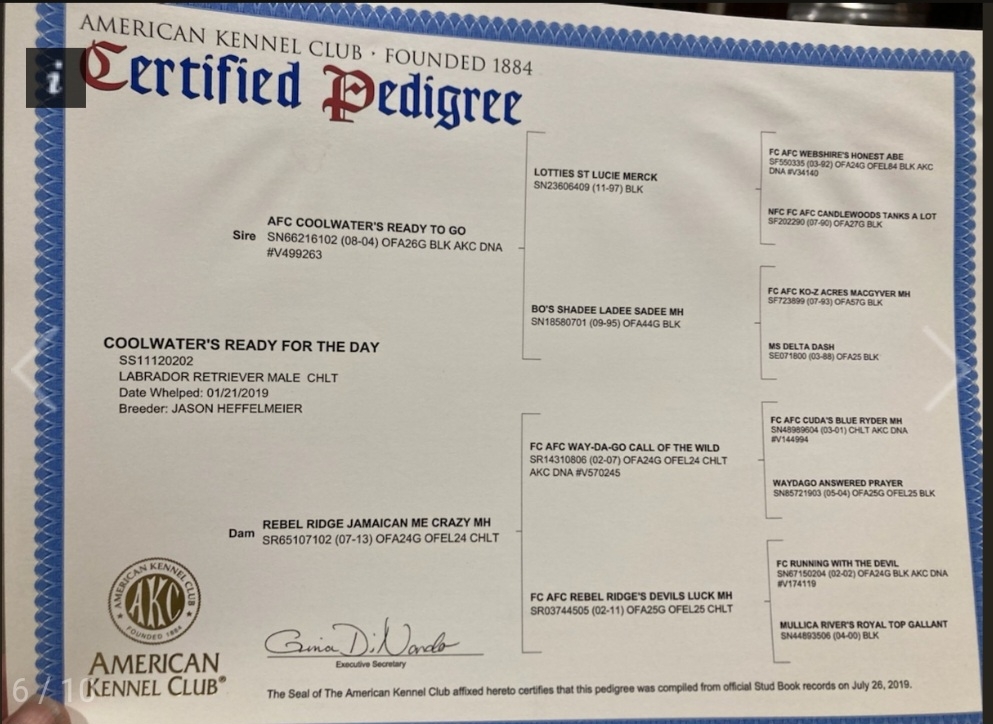 AMERICAN KENNEL CLUB · FOUNDED 1884
i
Certified Pedigree
Sire
AFC COOLWATER'S READY TO GO
SN66216102 (08-04) OFA26G BLK AKC DNA
#V499263
LOTTIES ST LUCIE MERCK
SN23606409 (11-97) BLK
FC AFC WEBSHIRE'S HONEST ABE
SF550335 (03-92) OFA24G OFEL84 BLK AKC
DNA #V34140
NFC FC AFC CANDLEWOODS TANKS A LOT
SF202290 (07-90) OFA27G BLK
BO'S SHADEE LADEE SADEE MH
SN18580701 (09-95) OFA44G BLK
FC AFC KO-Z ACRES MACGYVER MH
SF723899 (07-93) OFA57G BLK
MS DELTA DASH
SE071800 (03-88) OFA25 BLK
COOLWATER'S READY FOR THE DAY
SS11120202
LABRADOR RETRIEVER MALE CHLT
Date Whelped: 01/21/2019
Breeder: JASON HEFFELMEIER
Dam
REBEL RIDGE JAMAICAN ME CRAZY MH
SR65107102 (07-13) OFA24G OFEL24 CHLT
FC AFC WAY-DA-GO CALL OF THE WILD
SR14310806 (02-07) OFA24G OFEL24 CHLT
AKC DNA #V570245
FC AFC CUDA'S BLUE RYDER MH
SN48989604 (03-01) CHLT AKC DNA
#V144994
WAYDAGO ANSWERED PRAYER
SN85721903 (05-04) OFA25G OFEL25 BLK
FC AFC REBEL RIDGE'S DEVILS LUCK MH
SR03744505 (02-11) OFA25G OFEL25 CHLT
FC RUNNING WITH THE DEVIL
SN67150204 (02-02) OFA24G BLK AKC DNA
#V174119
MULLICA RIVER'S ROYAL TOP GALLANT
SN44893506 (04-00) BLK
AMERICAN KENNEL CLUB
AKC
FOUNDED 1884
AMERICAN
KENNEL CLUB®
6 / 10
Gina DiNardo
Executive Secretary
The Seal of The American Kennel Club affixed hereto certifies that this pedigree was compiled from official Stud Book records on July 26, 2019.